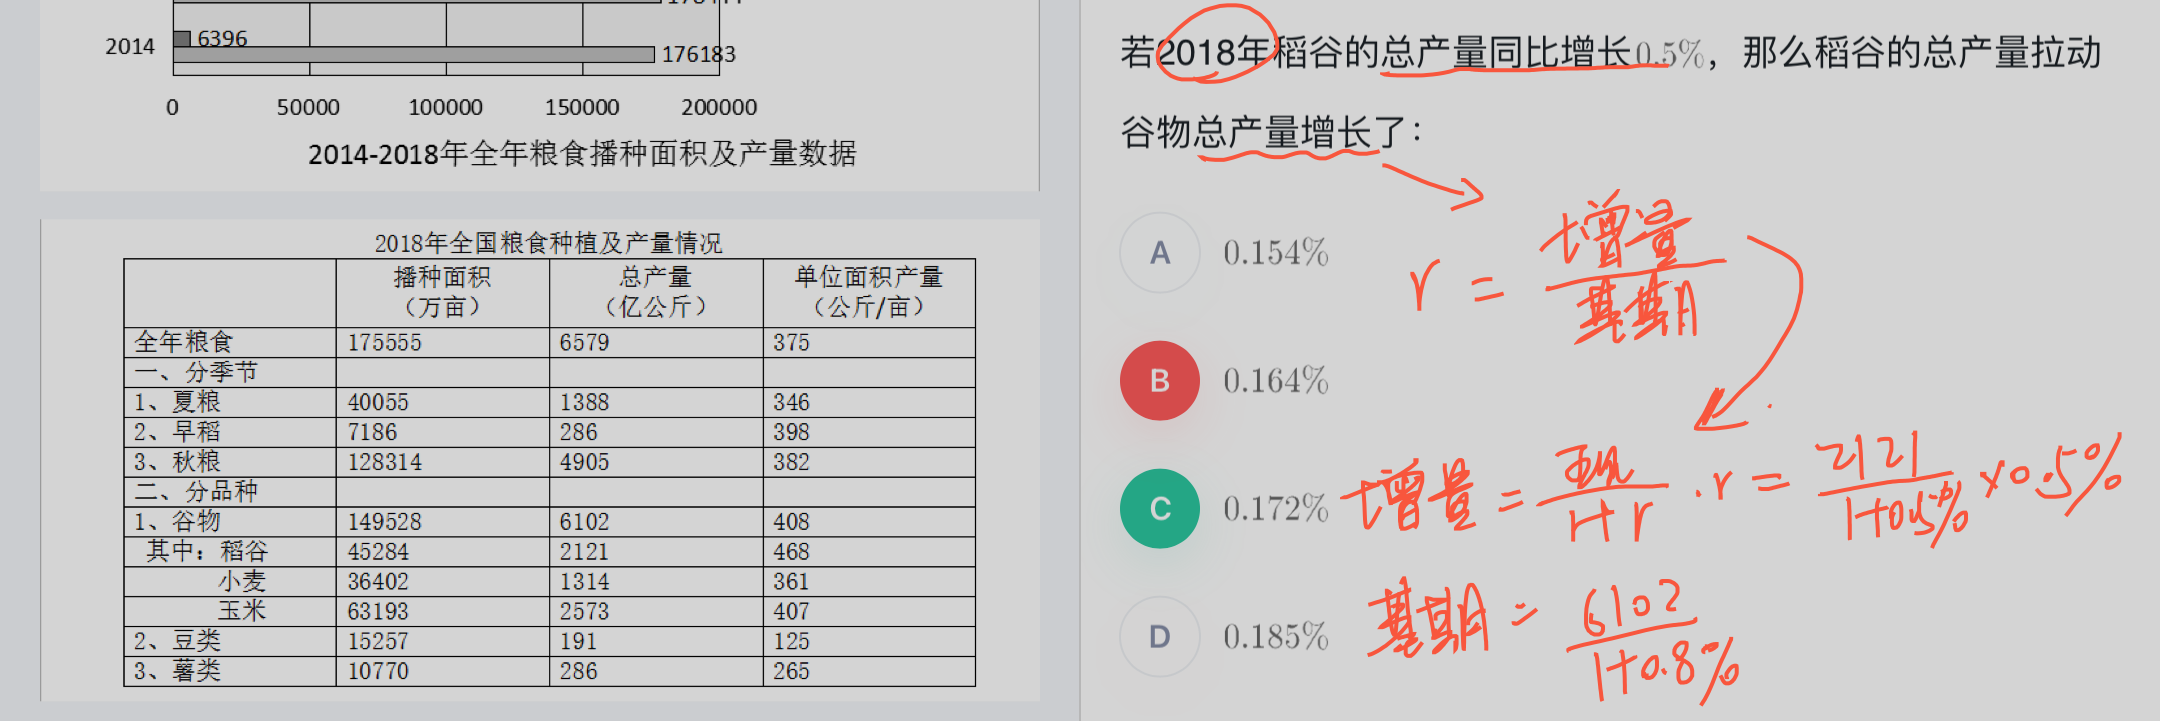 2014
6396
176183
0 50000 100000 150000 200000
2014-2018年全年粮食播种面积及产量数据
2018年全国粮食种植及产量情况
播种面积（万亩） 总产量（亿公斤） 单位面积产量（公斤/亩）
全年粮食 175555 6579 375
一、分季节
1、夏粮 40055 1388 346
2、早稻 7186 286 398
3、秋粮 128314 4905 382
二、分品种
1、谷物 149528 6102 408
其中：稻谷 45284 2121 468
小麦 36402 1314 361
玉米 63193 2573 407
2、豆类 15257 191 125
3、薯类 10770 286 265
若2018年稻谷的总产量同比增长0.5%，那么稻谷的总产量拉动
谷物总产量增长了：
A 0.154%
B 0.164%
C 0.172%
D 0.185%
r = 增量/基期
增量 = 现/1+r · r = 2121/1+0.5% × 0.5%
基期 = 6102/1+0.8%